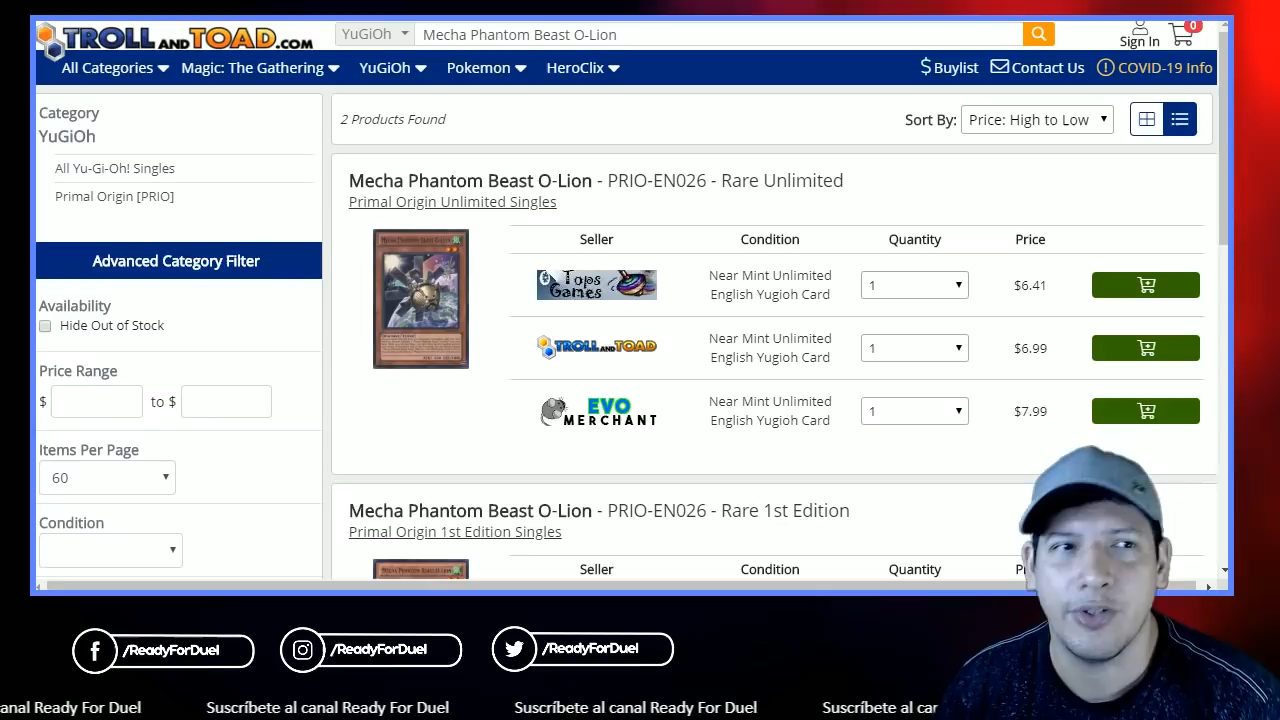 TROLL AND TOAD.COM
YuGiOh
Mecha Phantom Beast O-Lion
Sign In
0
All Categories
Magic: The Gathering
YuGiOh
Pokemon
HeroClix
$Buylist
Contact Us
COVID-19 Info
Category
YuGiOh
All Yu-Gi-Oh! Singles
Primal Origin [PRIO]
Advanced Category Filter
Availability
Hide Out of Stock
Price Range
$ to $
Items Per Page
60
Condition
2 Products Found
Sort By: Price: High to Low
Mecha Phantom Beast O-Lion - PRIO-EN026 - Rare Unlimited
Primal Origin Unlimited Singles
Seller Condition Quantity Price
Tops Games
Near Mint Unlimited
English Yugioh Card
1
$6.41
TROLL AND TOAD
Near Mint Unlimited
English Yugioh Card
1
$6.99
EVO MERCHANT
Near Mint Unlimited
English Yugioh Card
1
$7.99
Mecha Phantom Beast O-Lion - PRIO-EN026 - Rare 1st Edition
Primal Origin 1st Edition Singles
Seller Condition Quantity
/ReadyForDuel
/ReadyForDuel
/ReadyForDuel
anal Ready For Duel Suscríbete al canal Ready For Duel Suscríbete al canal Ready For Duel Suscríbete al car